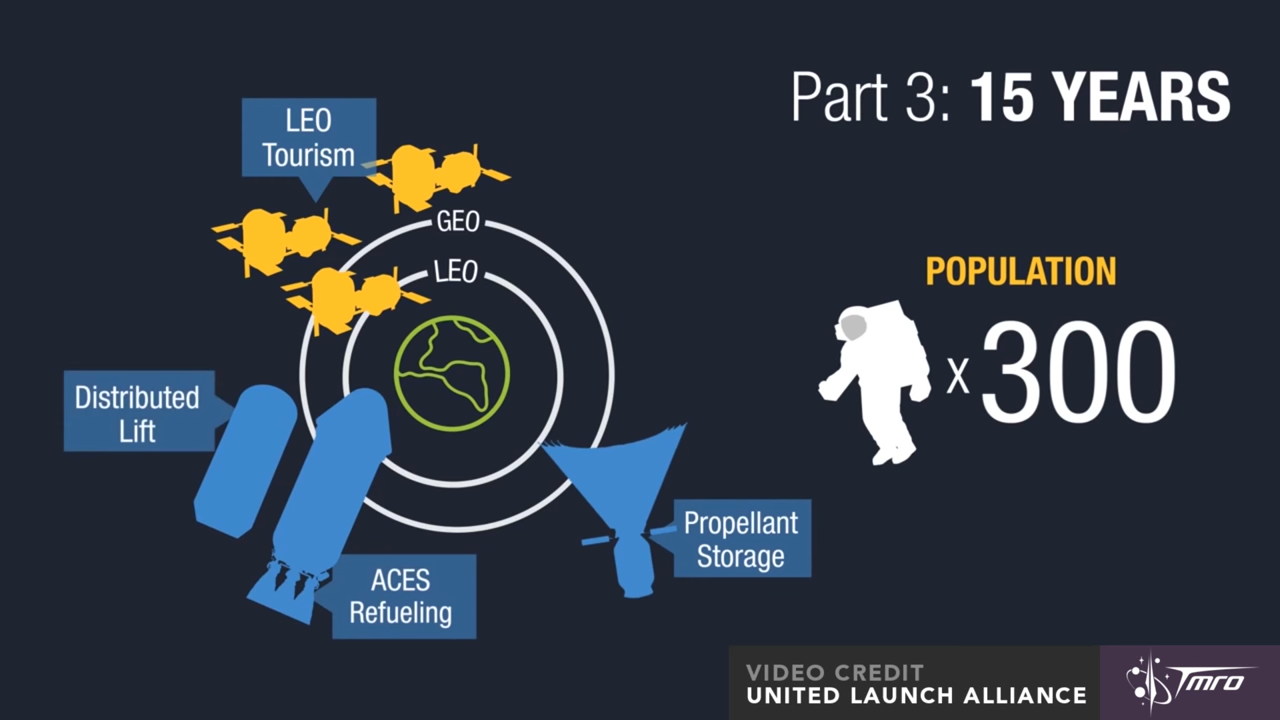 Part 3: 15 YEARS
LEO
Tourism
GEO
LEO
POPULATION
x300
Distributed
Lift
Propellant
Storage
ACES
Refueling
VIDEO CREDIT
UNITED LAUNCH ALLIANCE
Tmro